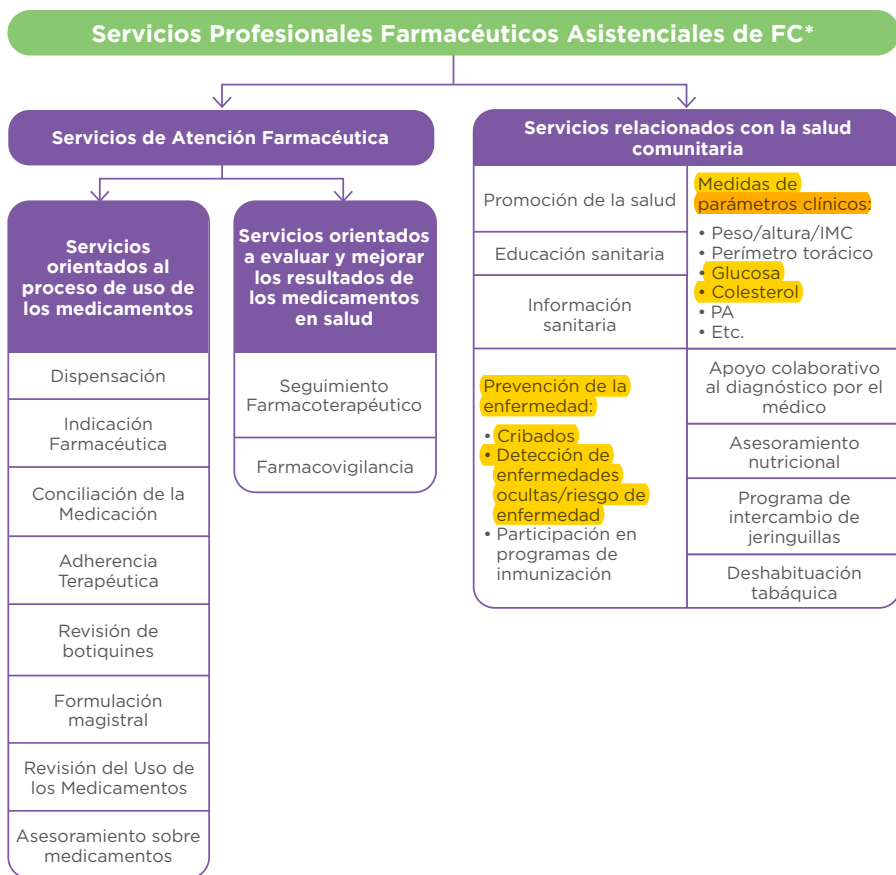 Servicios Profesionales Farmacéuticos Asistenciales de FC*
Servicios de Atención Farmacéutica
Servicios orientados al
proceso de uso de
los medicamentos
Dispensación
Indicación
Farmacéutica
Conciliación de la
Medicación
Adherencia
Terapéutica
Revisión de
botiquines
Formulación
magistral
Revisión del Uso de
los Medicamentos
Asesoramiento sobre
medicamentos
Servicios orientados
a evaluar y mejorar
los resultados de
los medicamentos
en salud
Seguimiento
Farmacoterapéutico
Farmacovigilancia
Servicios relacionados con la salud
comunitaria
Promoción de la salud
Educación sanitaria
Información
sanitaria
Prevención de la
enfermedad:
• Cribados
• Detección de
enfermedades
ocultas/riesgo de
enfermedad
• Participación en
programas de
inmunización
Medidas de
parámetros clínicos:
• Peso/altura/IMC
• Perímetro torácico
• Glucosa
• Colesterol
• PA
• Etc.
Apoyo colaborativo
al diagnóstico por el
médico
Asesoramiento
nutricional
Programa de
intercambio de
jeringuillas
Deshabituación
tabáquica